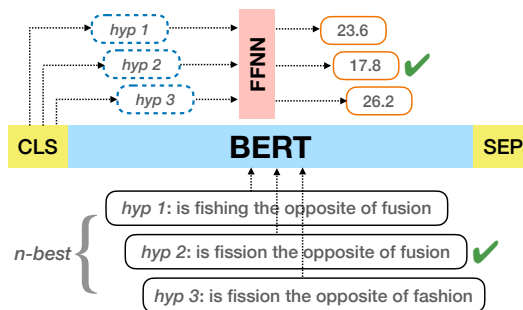 hyp 1
hyp 2
hyp 3
FFNN
23.6
17.8
26.2
CLS
BERT
SEP
n-best
hyp 1: is fishing the opposite of fusion
hyp 2: is fission the opposite of fusion
hyp 3: is fission the opposite of fashion